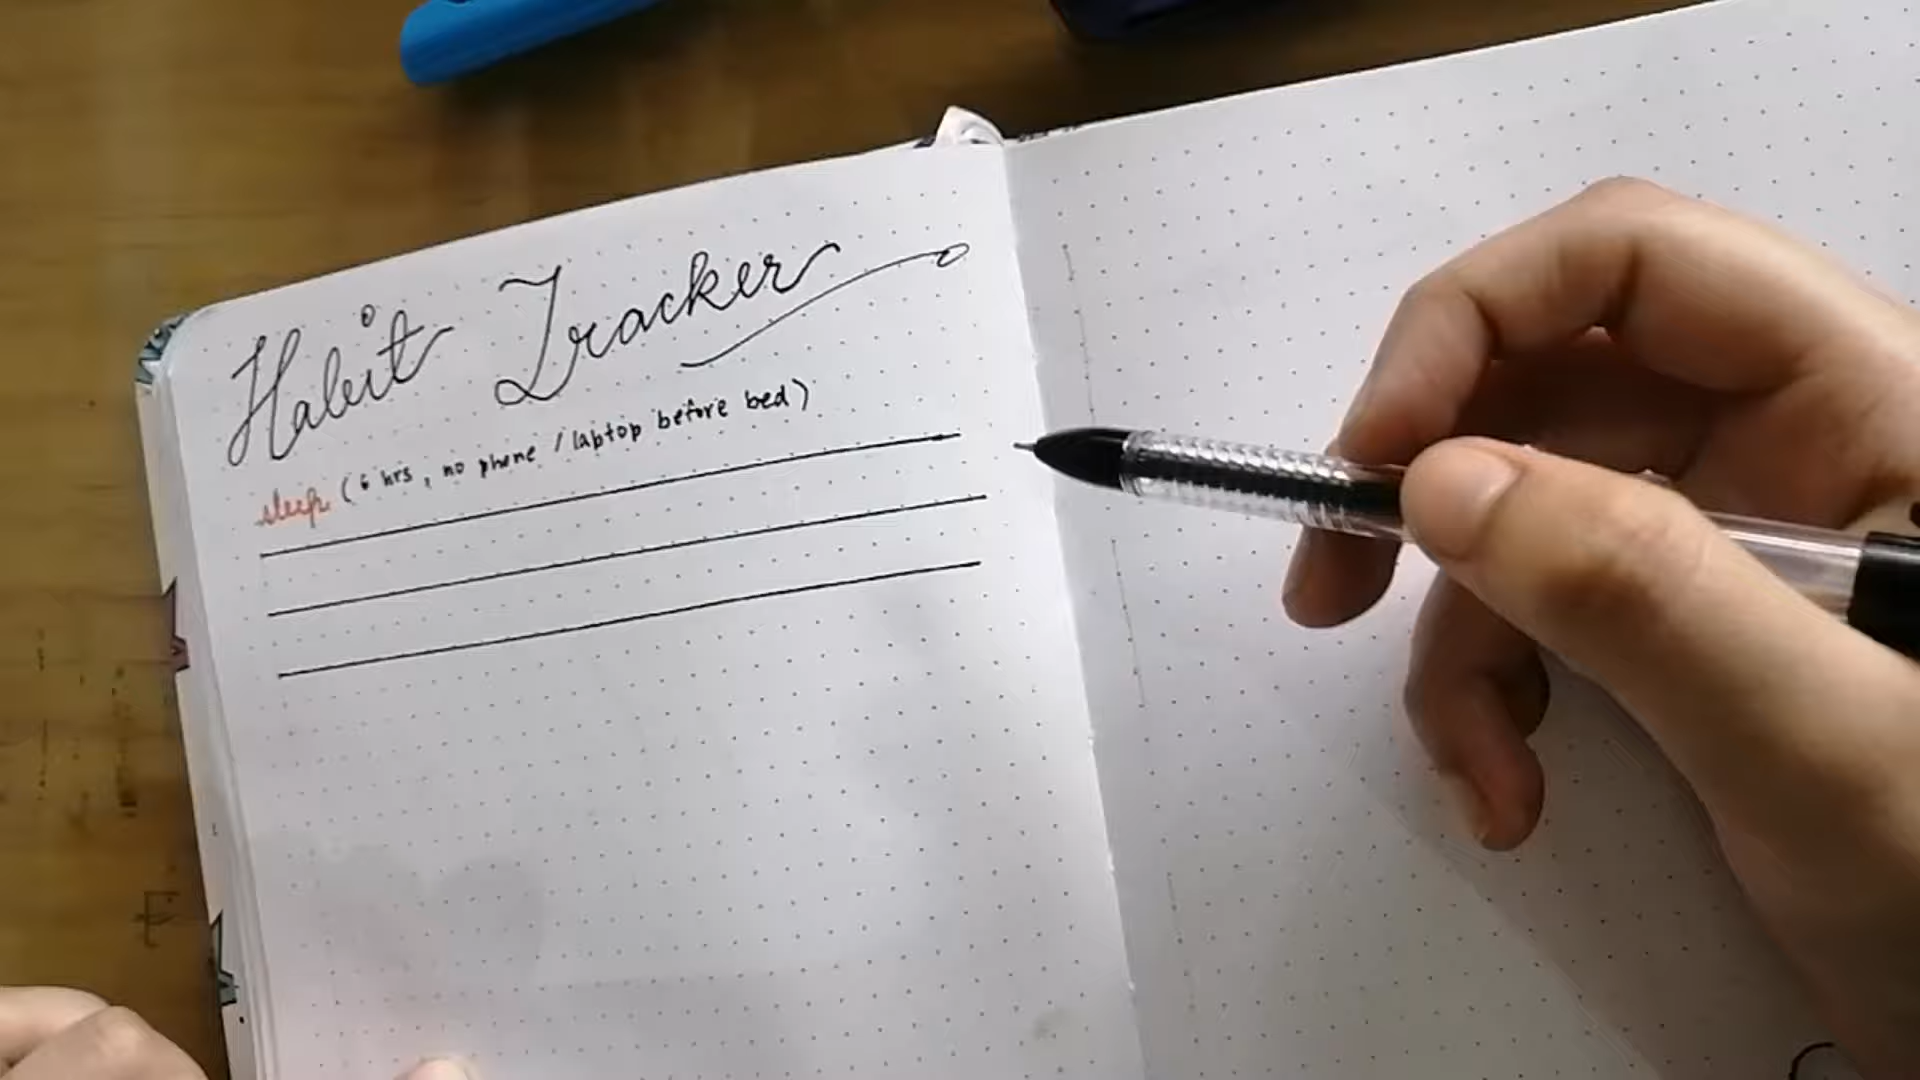 Habit Tracker
sleep (6 hrs, no phone / laptop before bed)